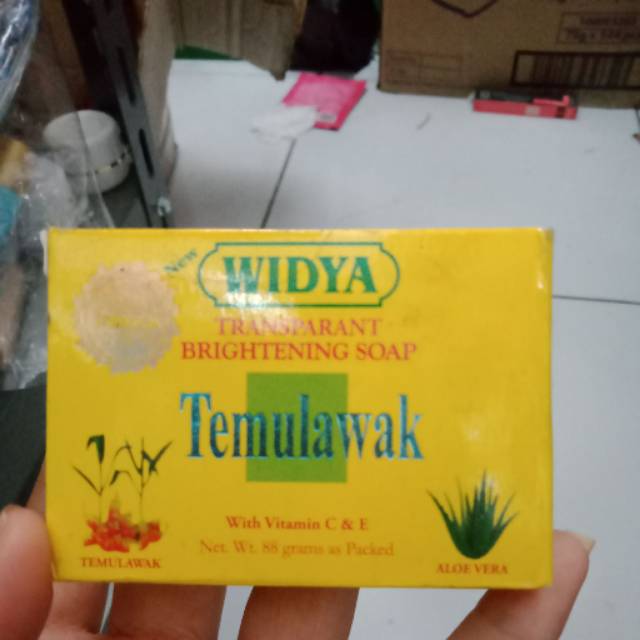 New
WIDYA
TRANSPARANT
BRIGHTENING SOAP
Temulawak
With Vitamin C & E
Net. Wt. 88 grams as Packed
TEMULAWAK
ALOE VERA